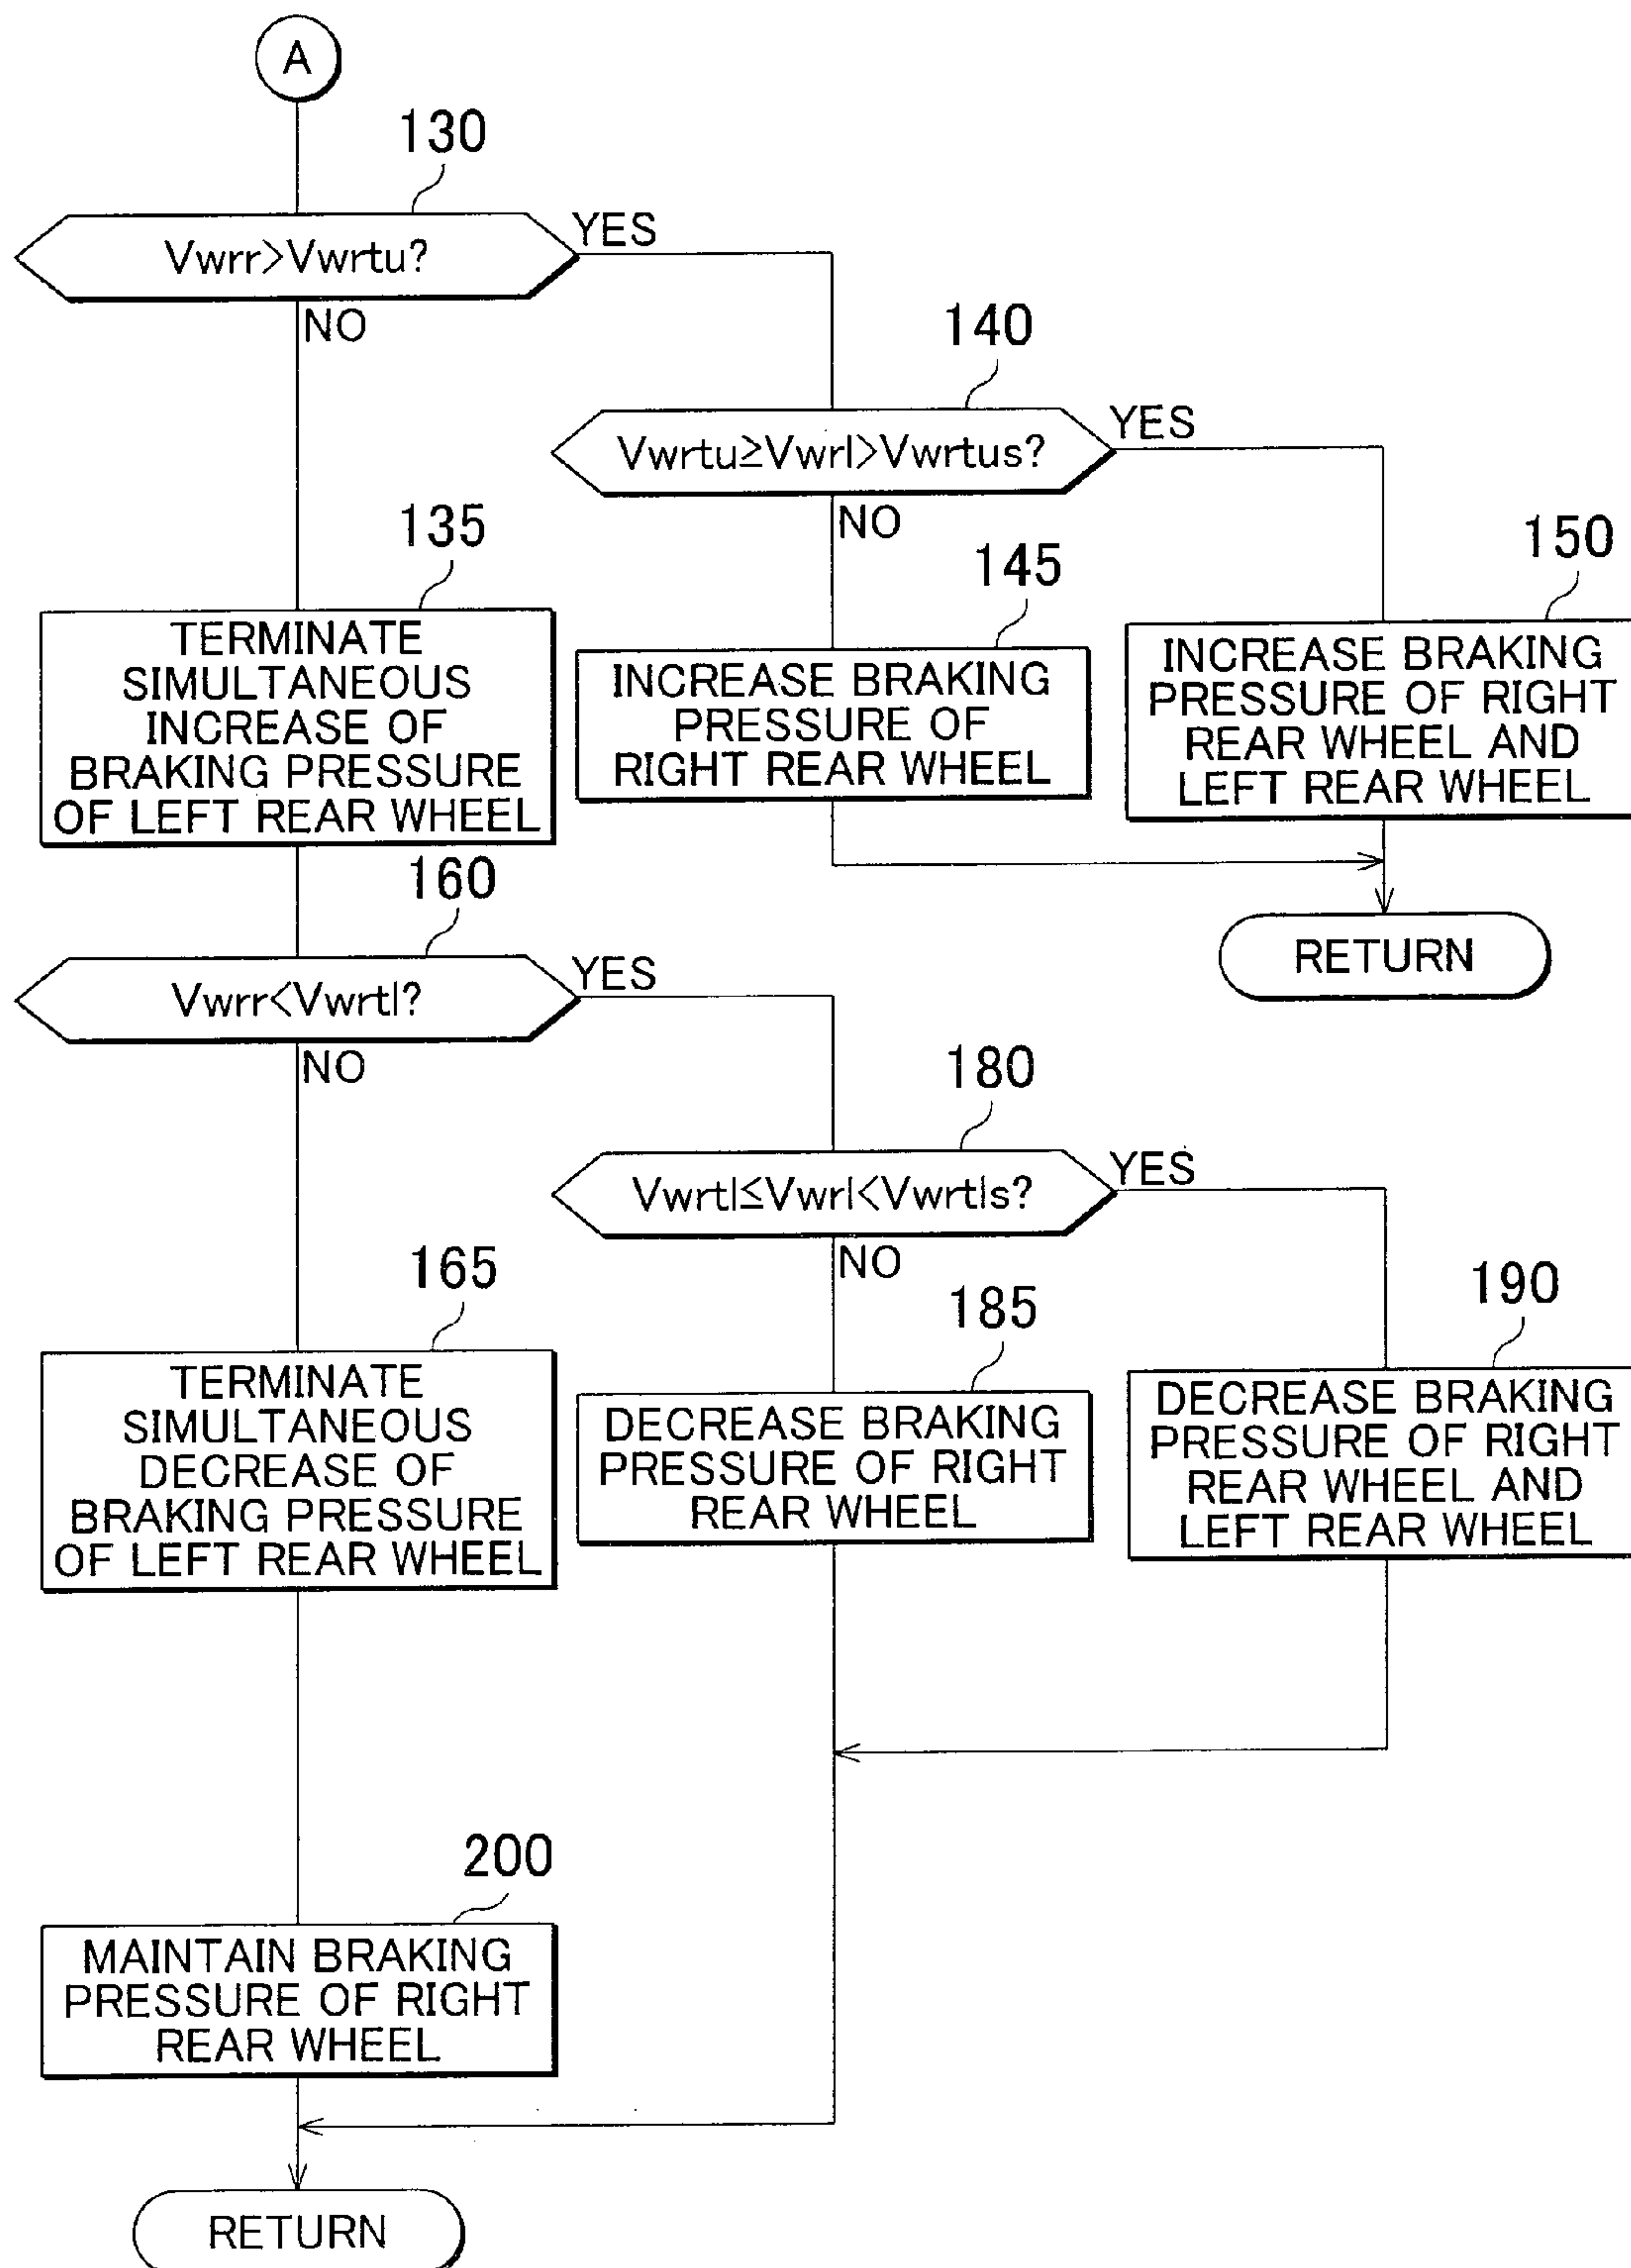 A
130
Vwrr>Vwrtu?
YES
NO
140
Vwrtu≥Vwrl>Vwrtus?
YES
NO
135
TERMINATE
SIMULTANEOUS
INCREASE OF
BRAKING PRESSURE
OF LEFT REAR WHEEL
145
INCREASE BRAKING
PRESSURE OF
RIGHT REAR WHEEL
150
INCREASE BRAKING
PRESSURE OF RIGHT
REAR WHEEL AND
LEFT REAR WHEEL
RETURN
160
Vwrr<Vwrtl?
YES
NO
180
Vwrtl≤Vwrl<Vwrtls?
YES
NO
165
TERMINATE
SIMULTANEOUS
DECREASE OF
BRAKING PRESSURE
OF LEFT REAR WHEEL
185
DECREASE BRAKING
PRESSURE OF RIGHT
REAR WHEEL
190
DECREASE BRAKING
PRESSURE OF RIGHT
REAR WHEEL AND
LEFT REAR WHEEL
200
MAINTAIN BRAKING
PRESSURE OF RIGHT
REAR WHEEL
RETURN